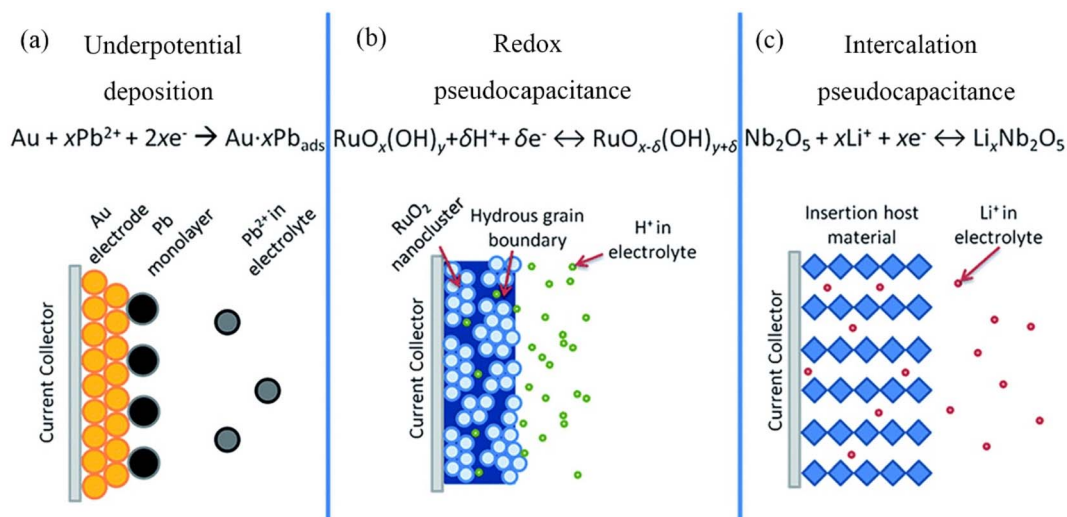 (a) Underpotential
deposition
Au + xPb²⁺ + 2xe⁻ → Au·xPb_ads
Au
electrode
Pb
monolayer
Pb²⁺ in
electrolyte
Current Collector
(b) Redox
pseudocapacitance
RuOₓ(OH)ᵧ+δH⁺+ δe⁻ ↔ RuOₓ₋δ(OH)ᵧ₊δ
RuO₂
nanocluster
Hydrous grain
boundary
H⁺ in
electrolyte
Current Collector
(c) Intercalation
pseudocapacitance
Nb₂O₅ + xLi⁺ + xe⁻ ↔ LiₓNb₂O₅
Insertion host
material
Li⁺ in
electrolyte
Current Collector